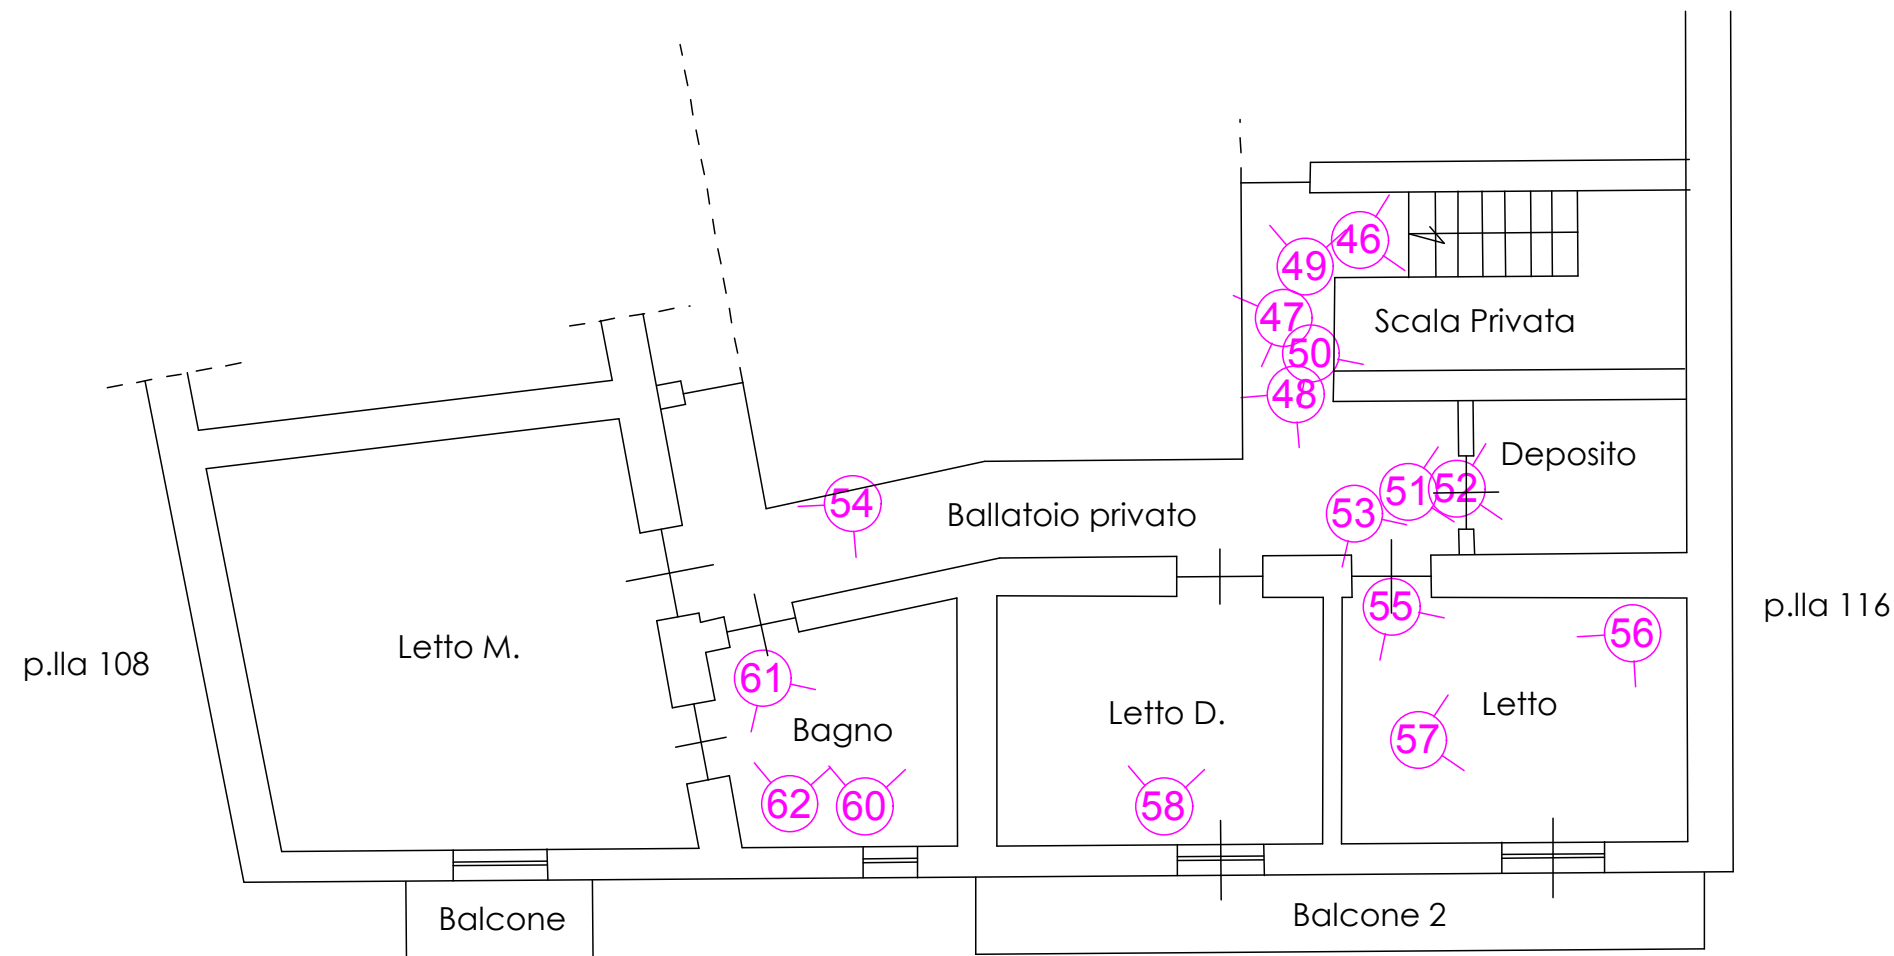 46
49
47
Scala Privata
50
48
Deposito
54
51
52
Ballatoio privato
53
55
p.lla 116
56
Letto M.
p.lla 108
61
Letto D.
Letto
Bagno
57
62
60
58
Balcone
Balcone 2